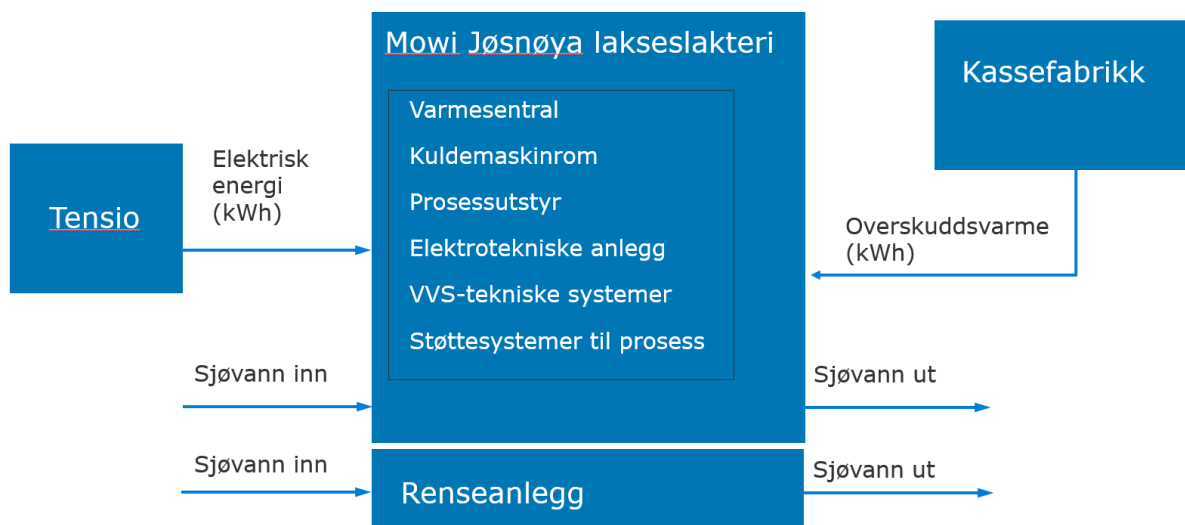 Mowi Jøsnøya lakseslakteri
Varmesentral
Kuldemaskinrom
Prosessutstyr
Elektrotekniske anlegg
VVS-tekniske systemer
Støttesystemer til prosess
Tensio
Elektrisk
energi
(kWh)
Kassefabrikk
Overskuddsvarme
(kWh)
Sjøvann inn
Sjøvann ut
Sjøvann inn
Renseanlegg
Sjøvann ut